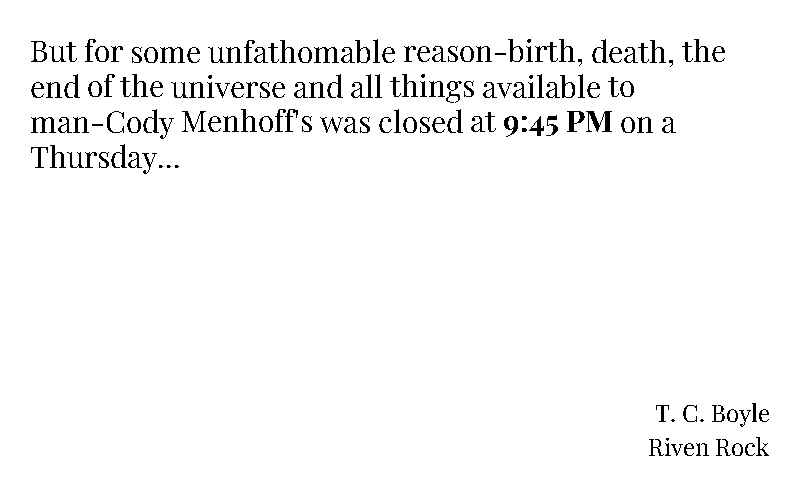 But for some unfathomable reason-birth, death, the
end of the universe and all things available to
man-Cody Menhoff's was closed at 9:45 PM on a
Thursday...
T. C. Boyle
Riven Rock